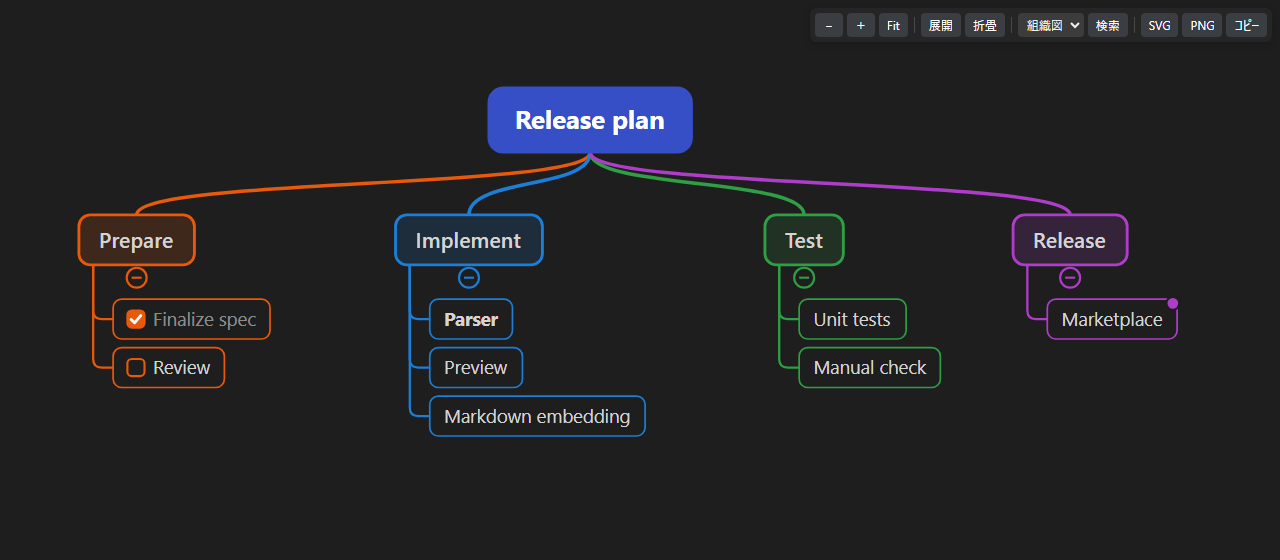 − + Fit 展開 折畳 組織図 検索 SVG PNG コピー
Release plan
Prepare
Finalize spec
Review
Implement
Parser
Preview
Markdown embedding
Test
Unit tests
Manual check
Release
Marketplace